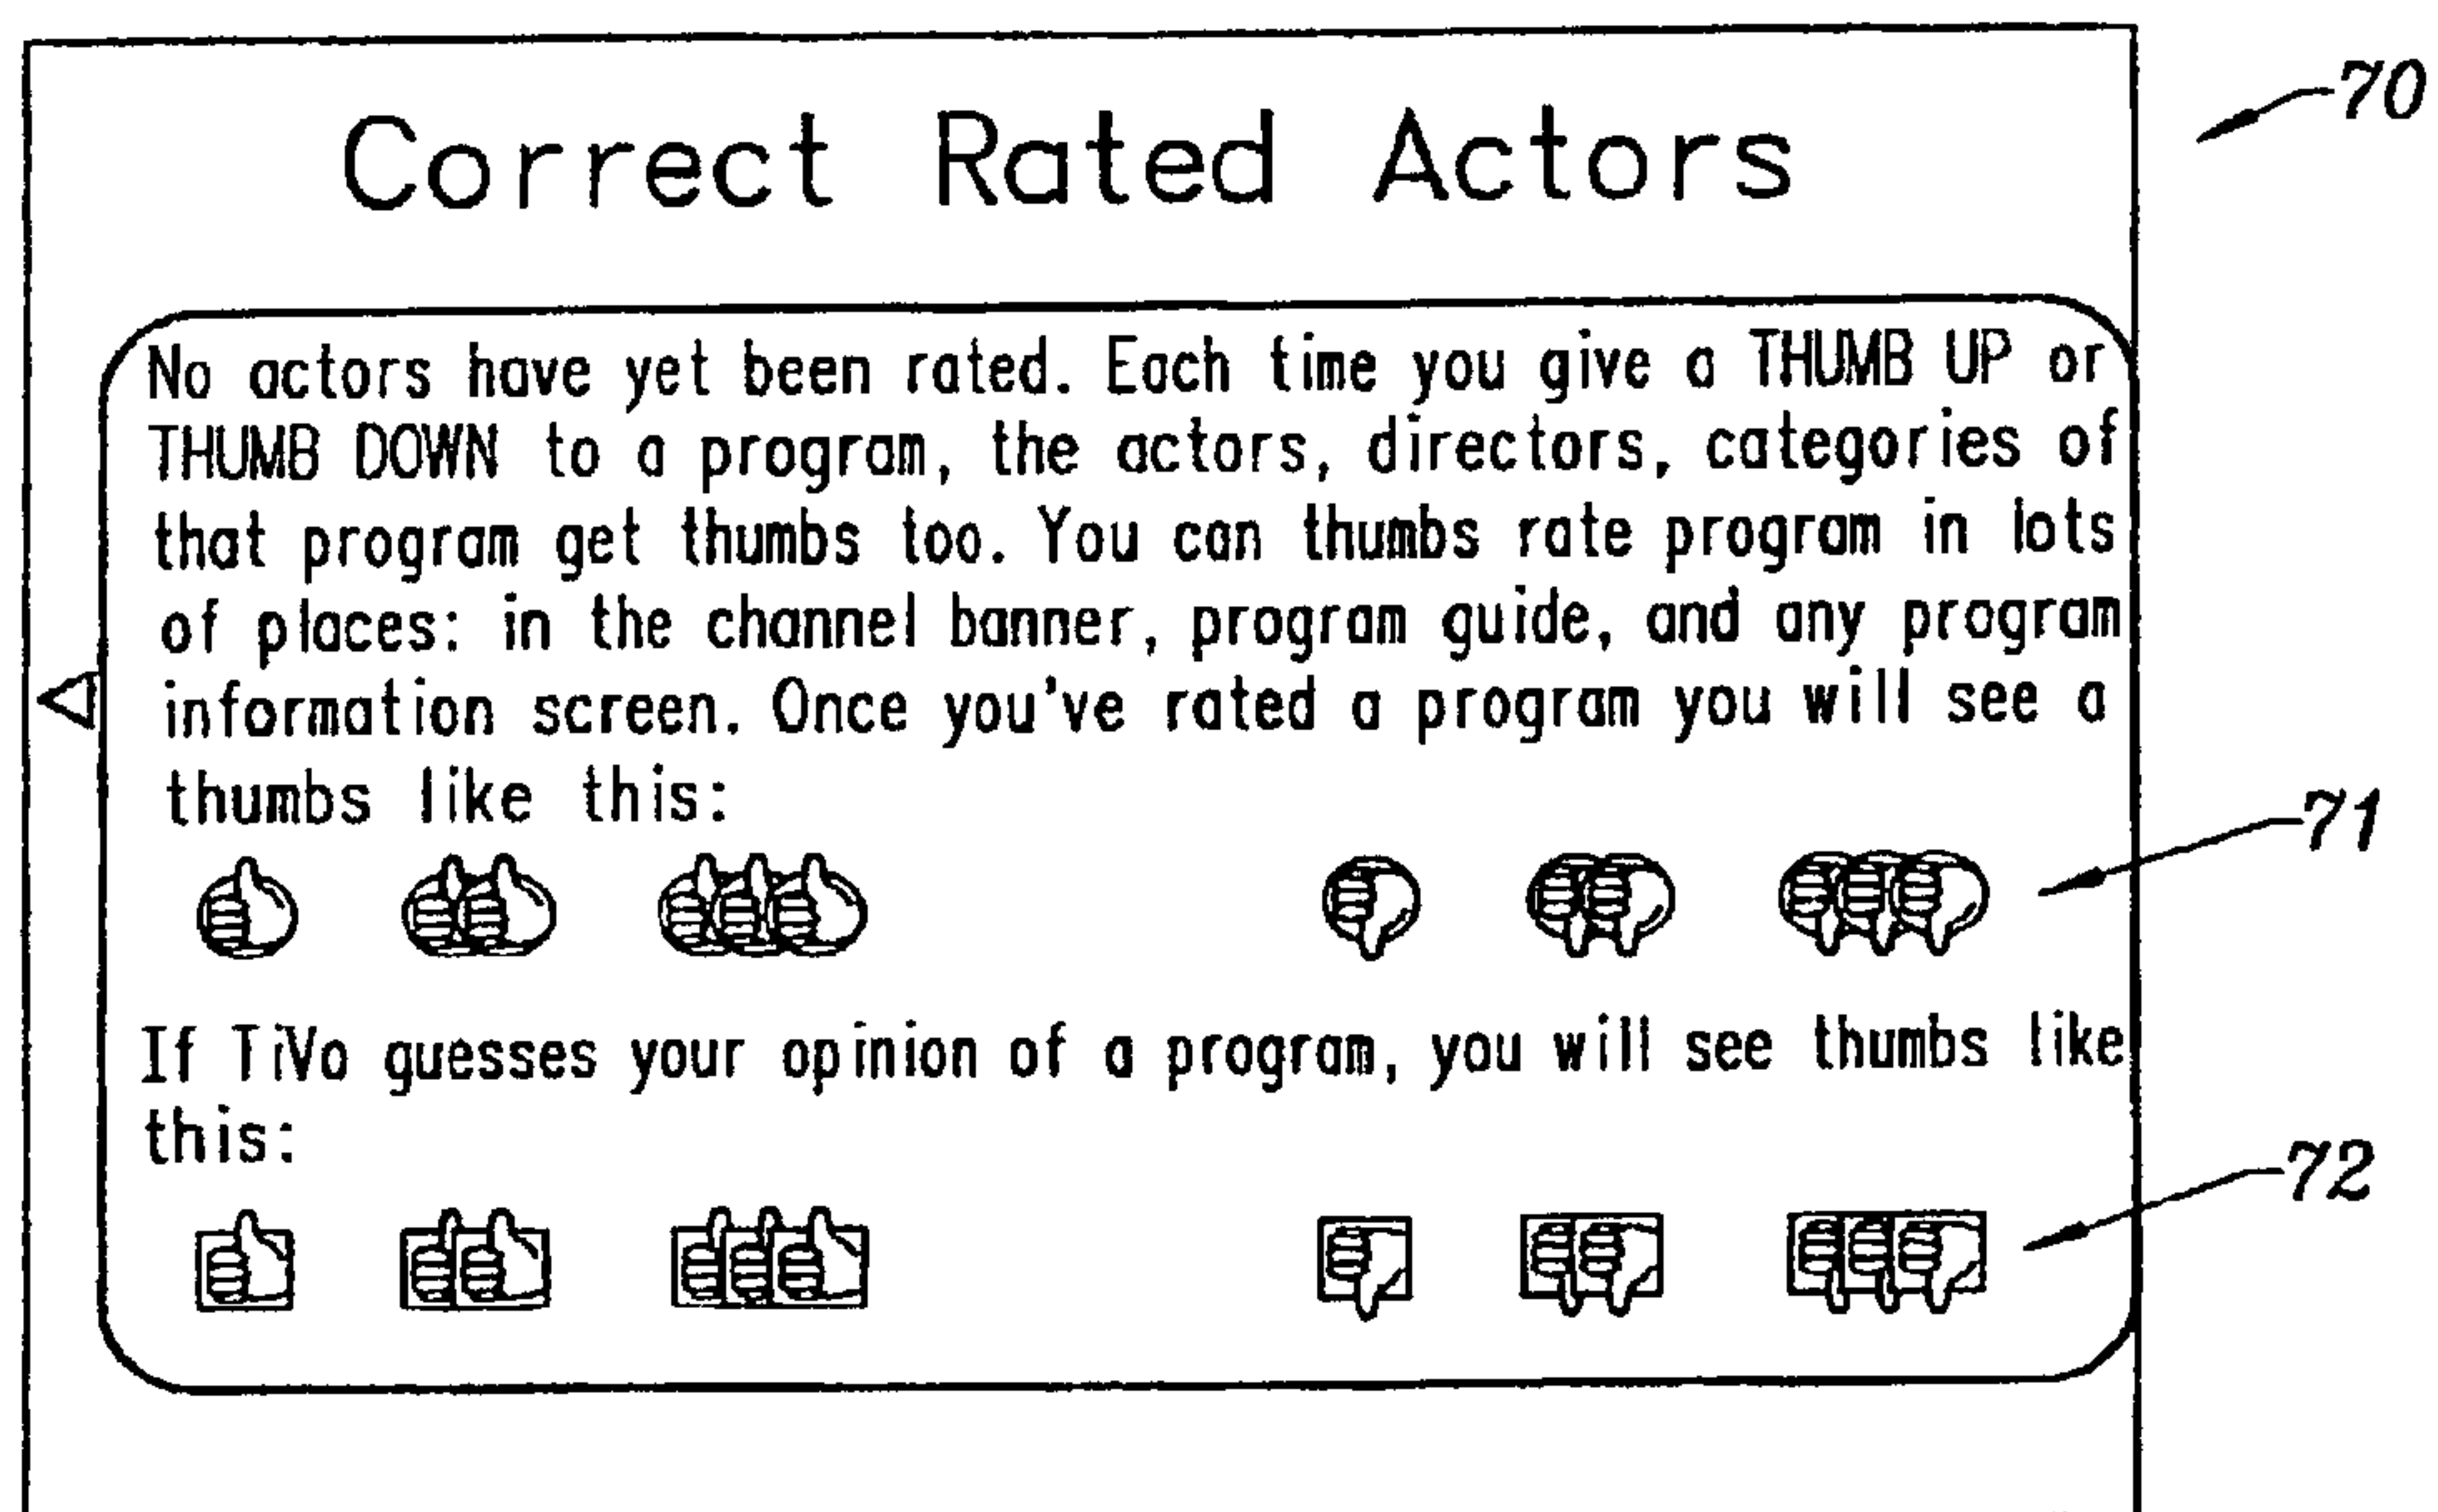 70
Correct Rated Actors
No actors have yet been rated. Each time you give a THUMB UP or
THUMB DOWN to a program, the actors, directors, categories of
that program get thumbs too. You can thumbs rate program in lots
of places: in the channel banner, program guide, and any program
information screen. Once you've rated a program you will see a
thumbs like this:
71
If TiVo guesses your opinion of a program, you will see thumbs like
this:
72